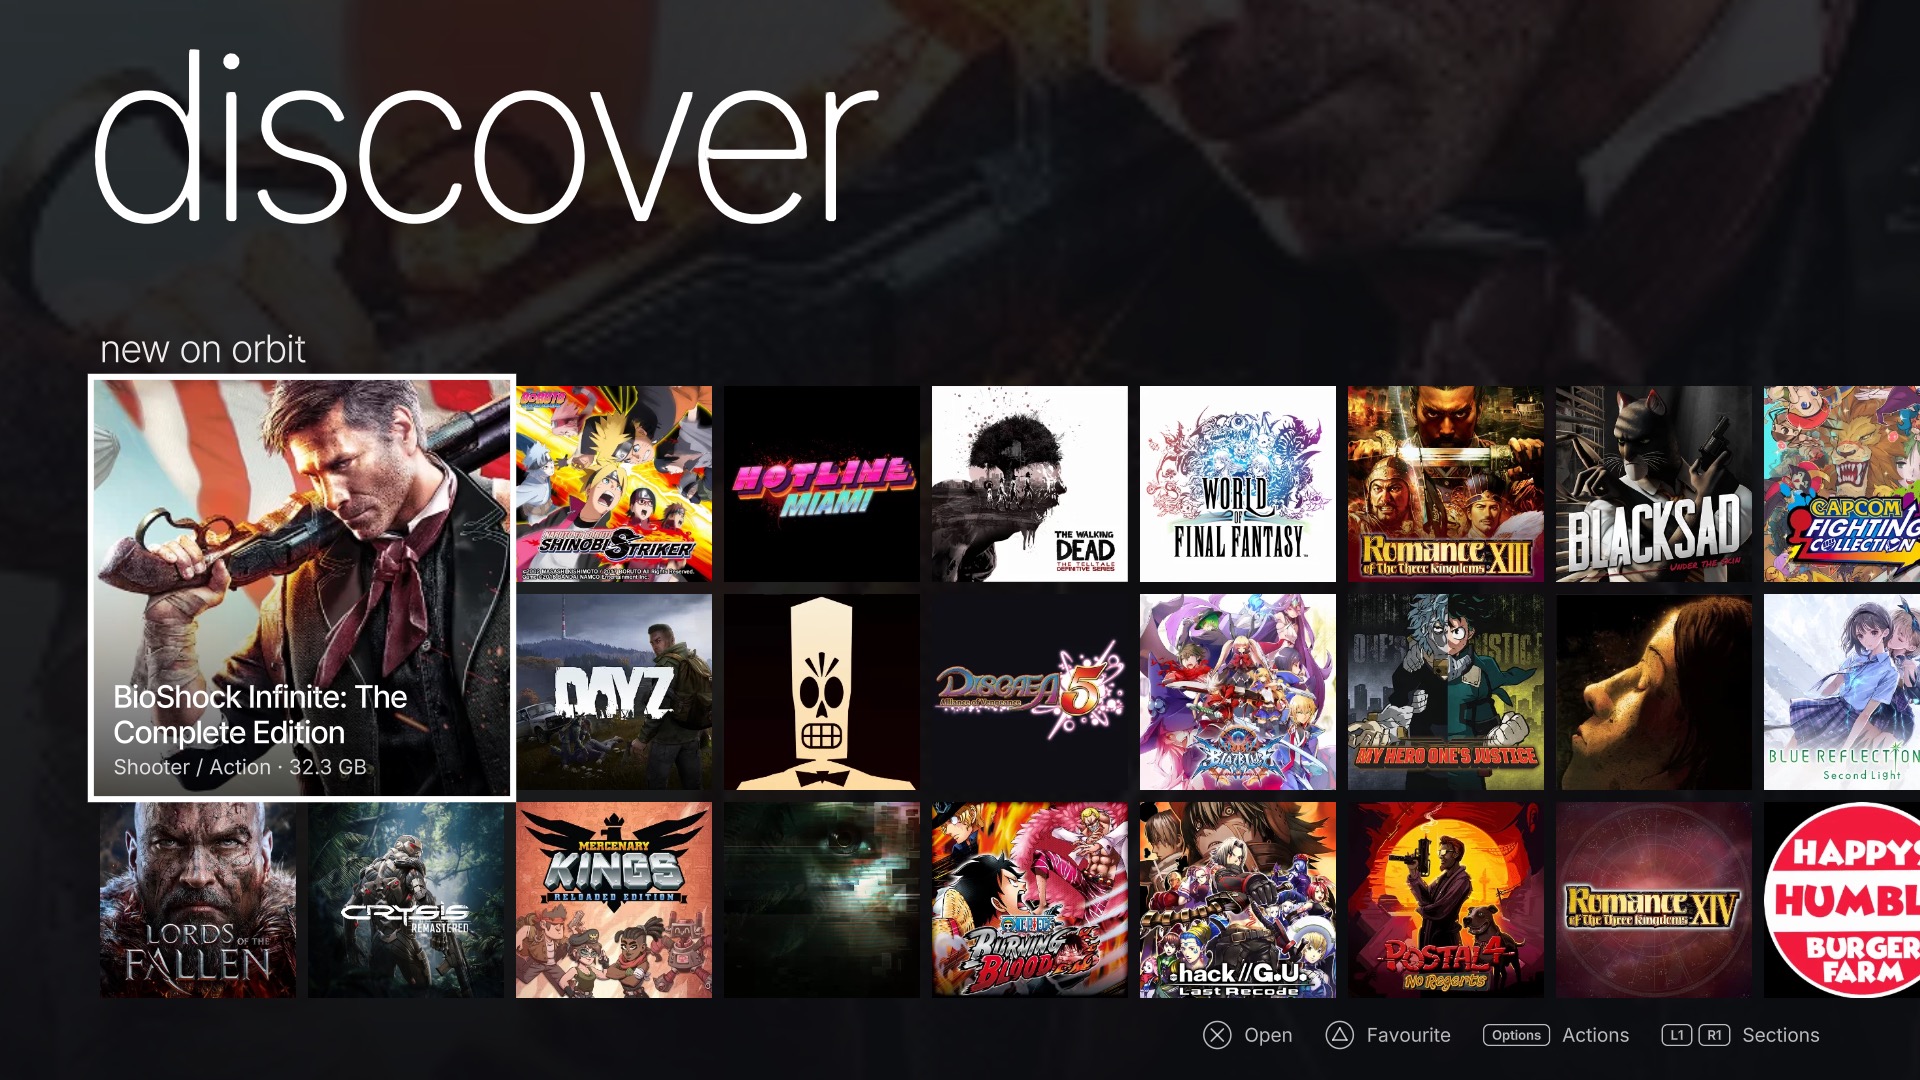 discover
new on orbit
BioShock Infinite: The
Complete Edition
Shooter / Action · 32.3 GB
SHINOBI STRIKER
HOTLINE
MIAMI
THE WALKING
DEAD
THE TELLTALE
DEFINITIVE SERIES
WORLD
OF
FINAL FANTASY
Romance XIII
of The Three Kingdoms
BLACKSAD
UNDER THE SKIN
CAPCOM
FIGHTING
COLLECTION
DAYZ
DISGAEA 5
Alliance of Vengeance
BLAZBLUE
MY HERO ONE'S JUSTICE
BLUE REFLECTION
Second Light
LORDS OF THE
FALLEN
CRYSIS
REMASTERED
MERCENARY
KINGS
RELOADED EDITION
ONE PIECE
BURNING
BLOOD
.hack//G.U.
Last Recode
POSTAL 4
No Regerts
Romance XIV
of The Three Kingdoms
HAPPY'S
HUMBL
BURGER
FARM
Open
Favourite
Options Actions
L1 R1 Sections